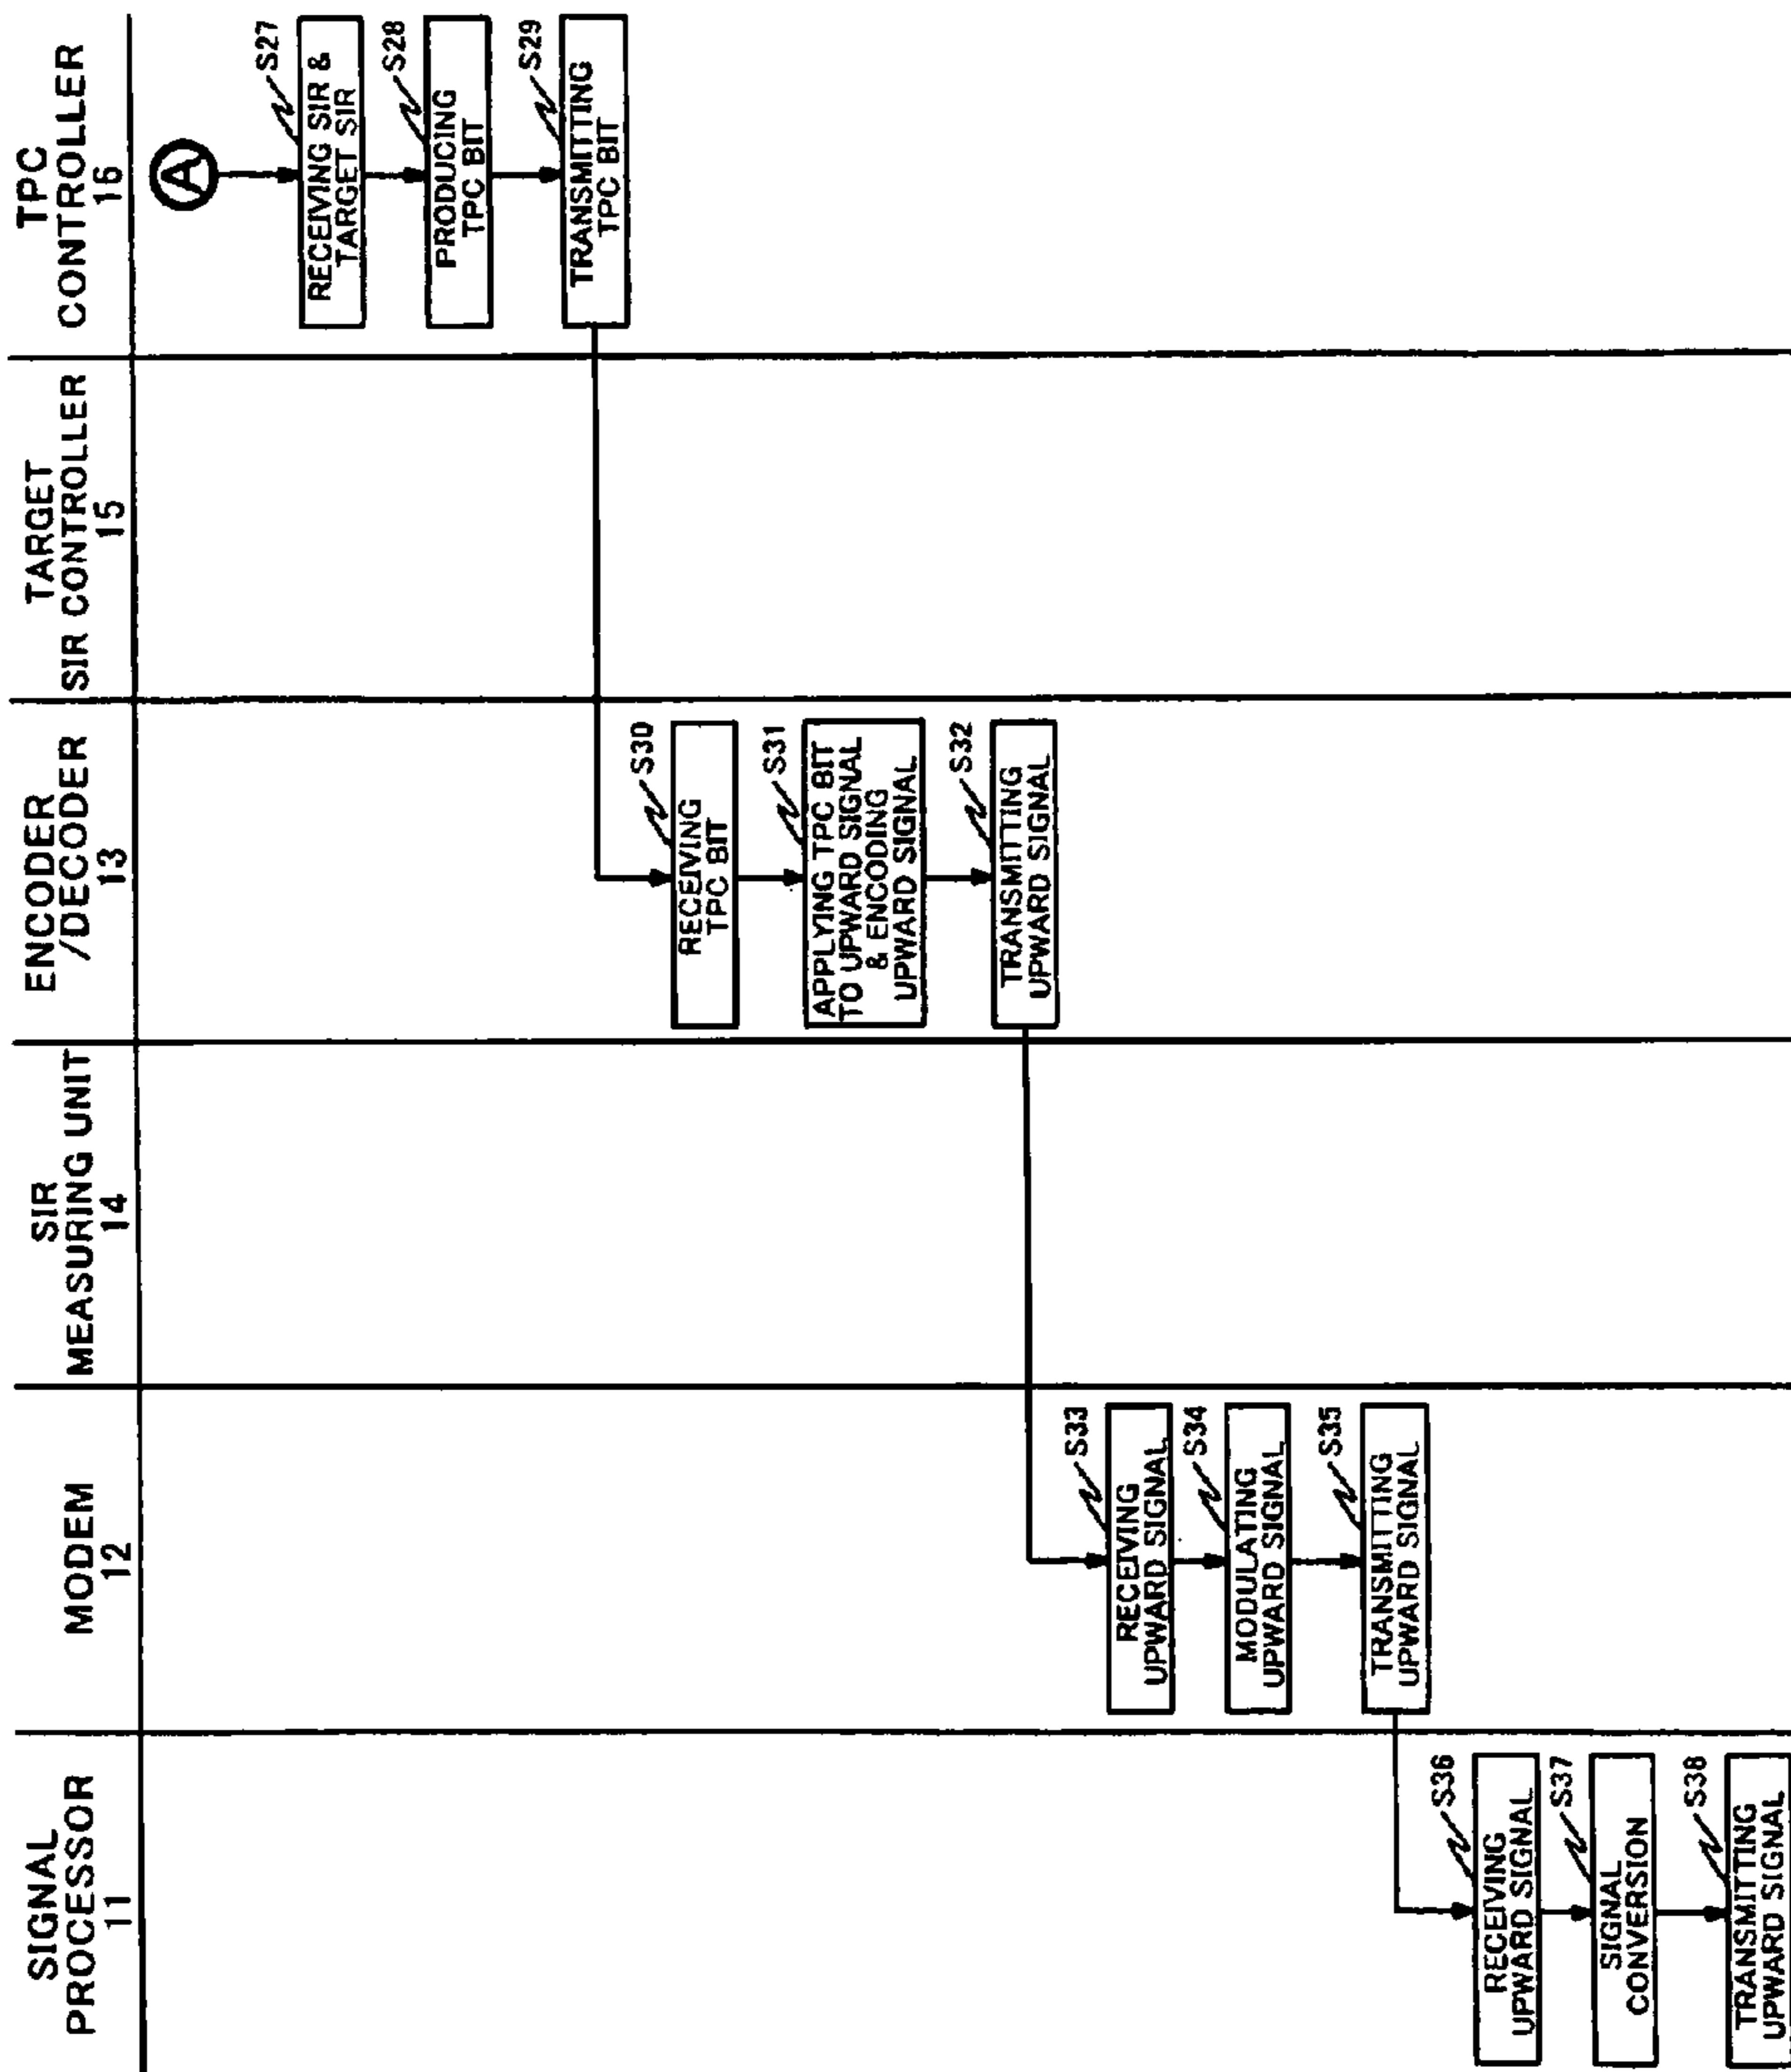 SIGNAL
PROCESSOR
11
MODEM
12
SIR
MEASURING UNIT
14
ENCODER
/DECODER
13
TARGET
SIR CONTROLLER
15
TPC
CONTROLLER
16
A
S27
RECEIVING SIR &
TARGET SIR
S28
PRODUCING
TPC BIT
S29
TRANSMITTING
TPC BIT
S30
RECEIVING
TPC BIT
S31
APPLYING TPC BIT
TO UPWARD SIGNAL
& ENCODING
UPWARD SIGNAL
S32
TRANSMITTING
UPWARD SIGNAL
S33
RECEIVING
UPWARD SIGNAL
S34
MODULATING
UPWARD SIGNAL
S35
TRANSMITTING
UPWARD SIGNAL
S36
RECEIVING
UPWARD SIGNAL
S37
SIGNAL
CONVERSION
S38
TRANSMITTING
UPWARD SIGNAL